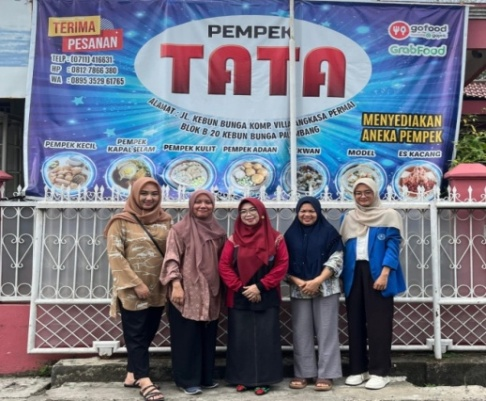 TERIMA
PESANAN
TELP : (0711) 416631
HP : 0812 7866 380
WA : 0895 3529 61765
PEMPEK
TATA
gofood
GrabFood
ALAMAT : JL. KEBUN BUNGA KOMP VILLA ANGKASA PERMAI
BLOK B 20 KEBUN BUNGA PALEMBANG
MENYEDIAKAN
ANEKA PEMPEK
PEMPEK KECIL
PEMPEK
KAPAL SELAM
PEMPEK KULIT
PEMPEK ADAAN
MODEL
ES KACANG